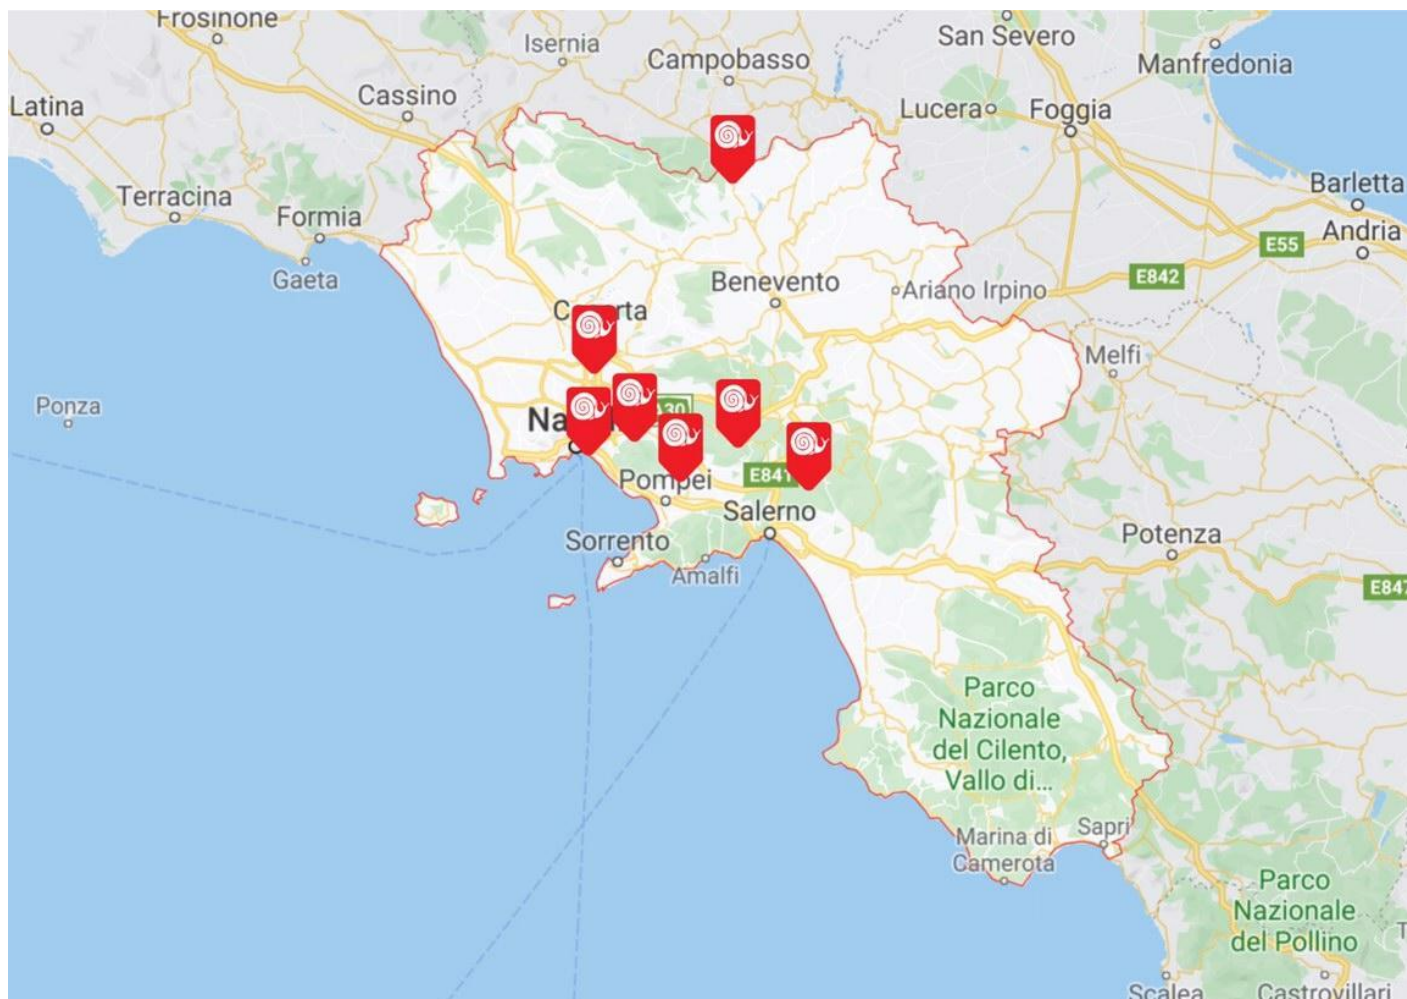 Frosinone
Isernia
Campobasso
San Severo
Manfredonia
Latina
Cassino
Lucera
Foggia
Terracina
Formia
Gaeta
Barletta
Andria
E55
E842
Benevento
Ariano Irpino
Melfi
Ponza
A30
Pompei
E841
Salerno
Sorrento
Amalfi
Potenza
E847
Parco
Nazionale
del Cilento,
Vallo di...
Marina di
Camerota
Sapri
Parco
Nazionale
del Pollino
Scalea
Castrovillari